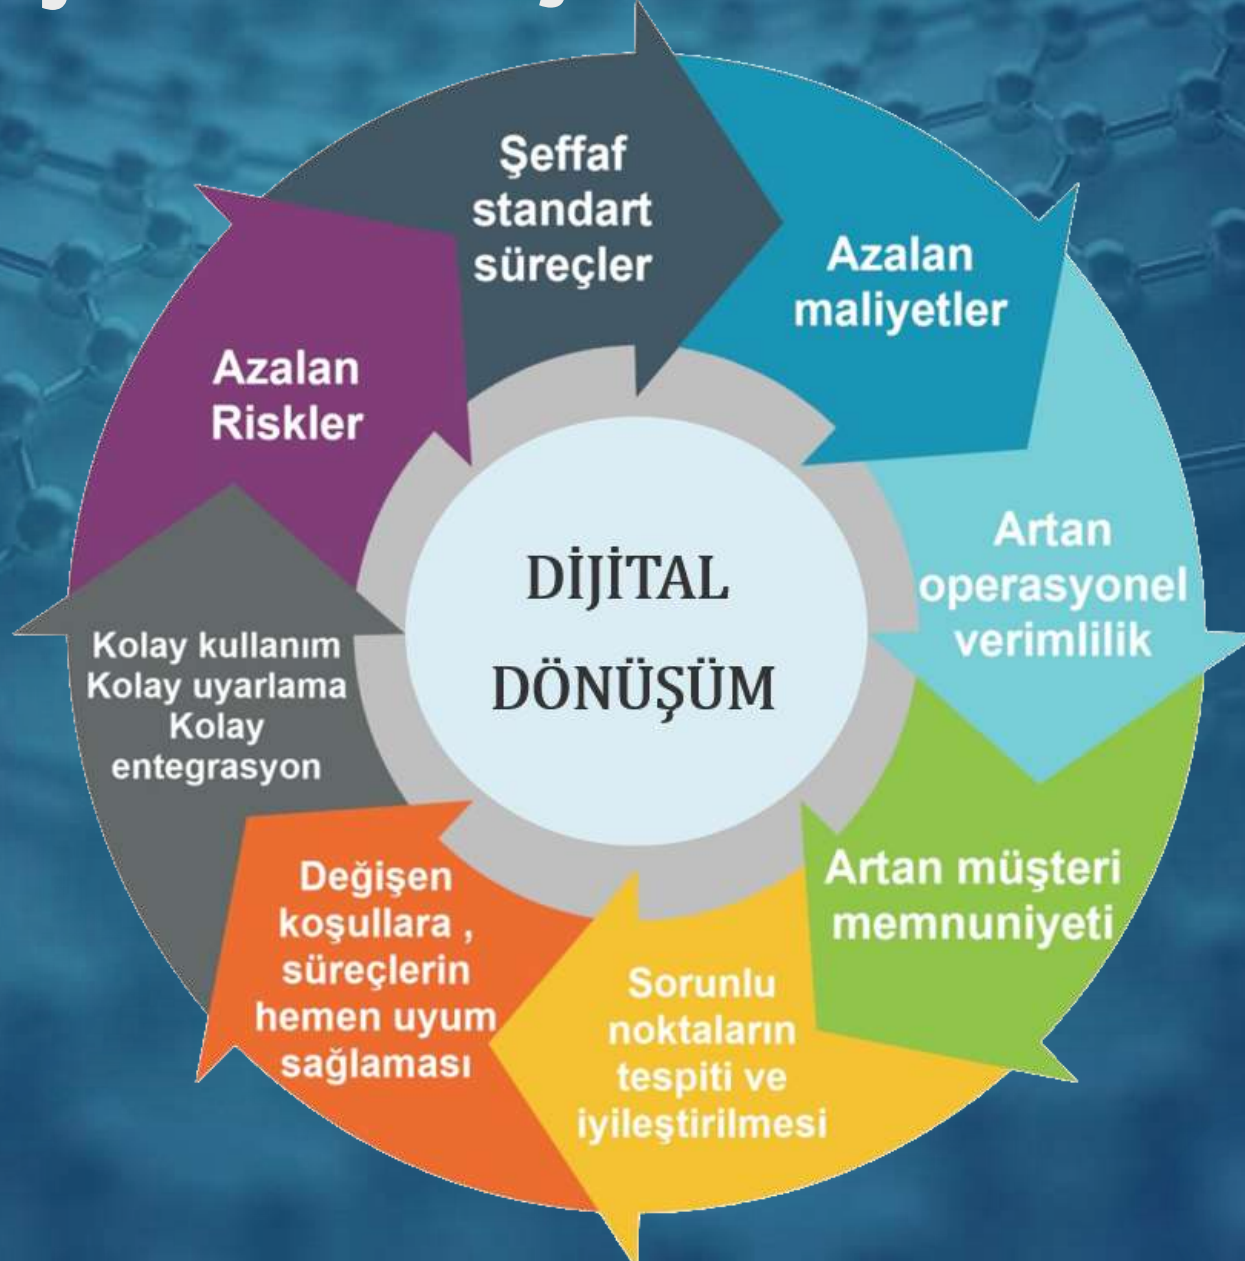 Şeffaf
standart
süreçler
Azalan
maliyetler
Artan
operasyonel
verimlilik
Artan müşteri
memnuniyeti
Sorunlu
noktaların
tespiti ve
iyileştirilmesi
Değişen
koşullara ,
süreçlerin
hemen uyum
sağlaması
Kolay kullanım
Kolay uyarlama
Kolay
entegrasyon
Azalan
Riskler
DİJİTAL
DÖNÜŞÜM